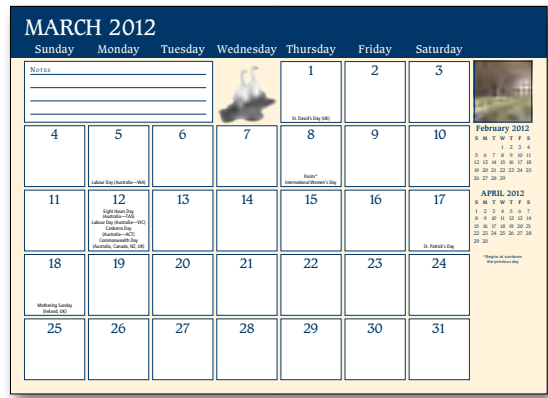 MARCH 2012
Sunday Monday Tuesday Wednesday Thursday Friday Saturday
NOTES
1 2 3
St. David's Day (UK)
4 5 6 7 8 9 10
Labour Day (Australia—WA)
Purim*
International Women's Day
11 12 13 14 15 16 17
Eight Hours Day
(Australia—TAS)
Labour Day (Australia—VIC)
Canberra Day
(Australia—ACT)
Commonwealth Day
(Australia, Canada, NZ, UK)
St. Patrick's Day
18 19 20 21 22 23 24
Mothering Sunday
(Ireland, UK)
25 26 27 28 29 30 31
February 2012
S M T W T F S
1 2 3 4
5 6 7 8 9 10 11
12 13 14 15 16 17 18
19 20 21 22 23 24 25
26 27 28 29
APRIL 2012
S M T W T F S
1 2 3 4 5 6 7
8 9 10 11 12 13 14
15 16 17 18 19 20 21
22 23 24 25 26 27 28
29 30
*Begins at sundown
the previous day